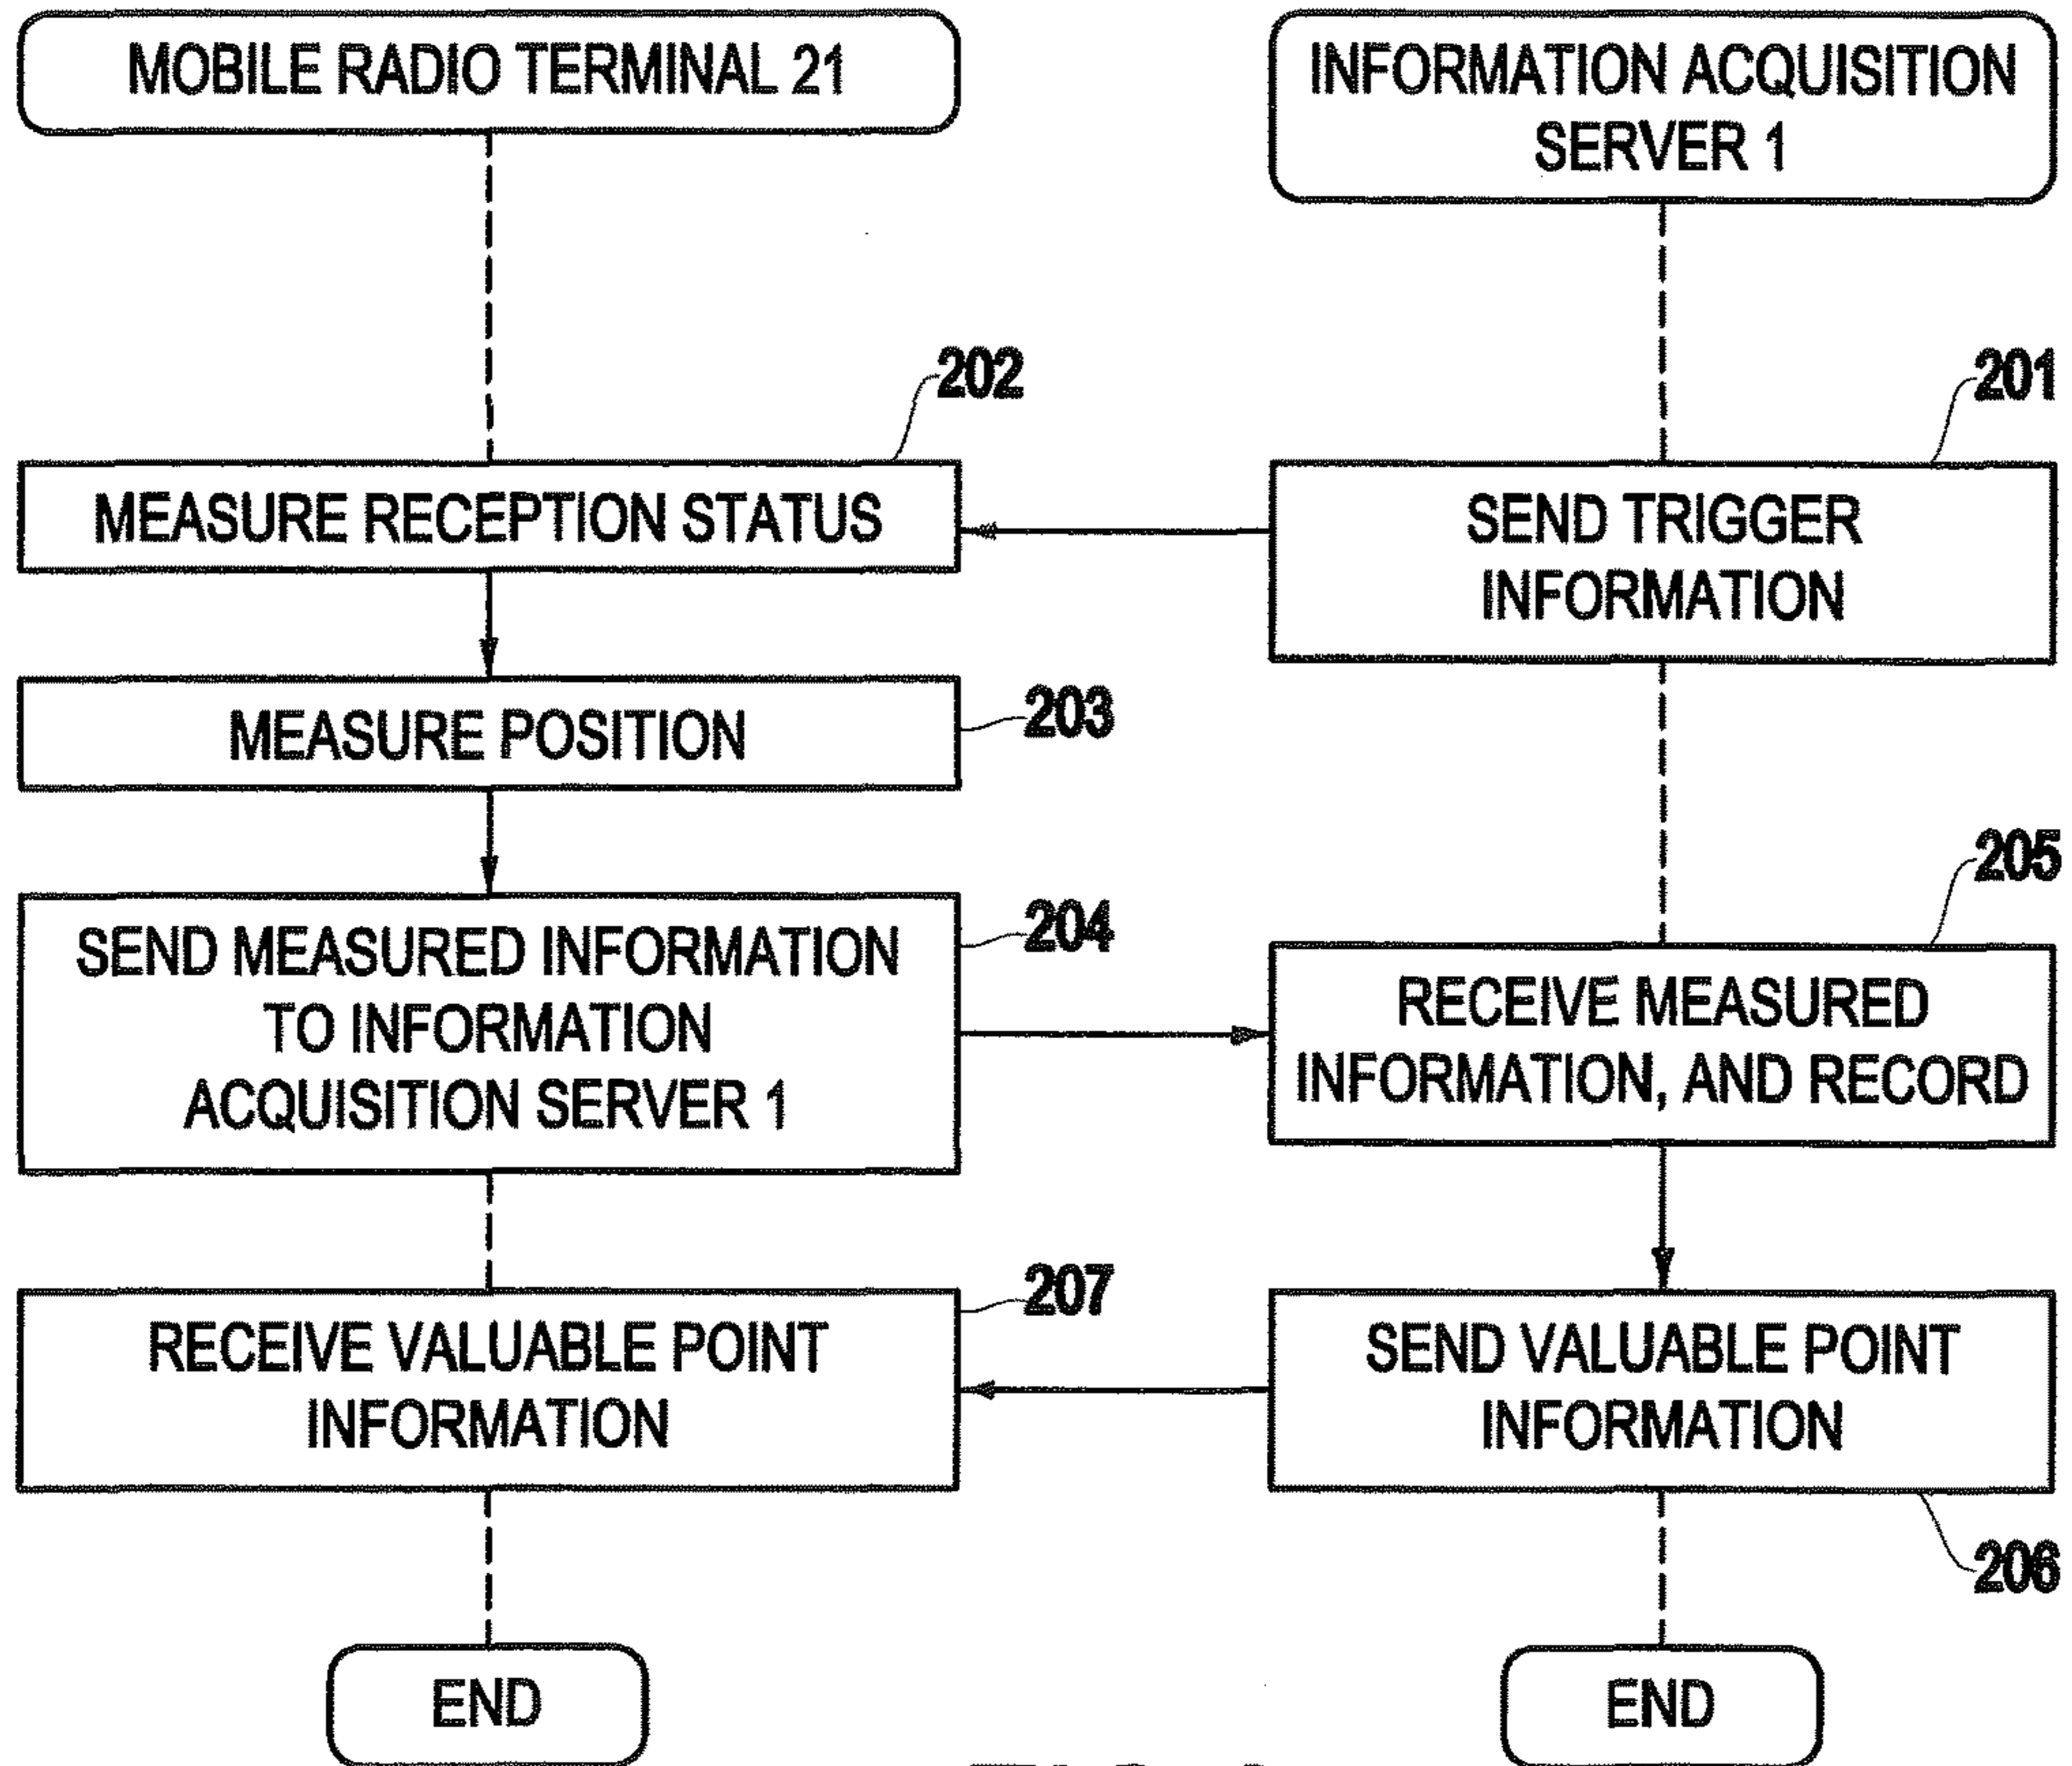 MOBILE RADIO TERMINAL 21
INFORMATION ACQUISITION
SERVER 1
202
201
MEASURE RECEPTION STATUS
SEND TRIGGER
INFORMATION
MEASURE POSITION
203
205
SEND MEASURED INFORMATION
TO INFORMATION
ACQUISITION SERVER 1
204
RECEIVE MEASURED
INFORMATION, AND RECORD
207
RECEIVE VALUABLE POINT
INFORMATION
SEND VALUABLE POINT
INFORMATION
206
END
END